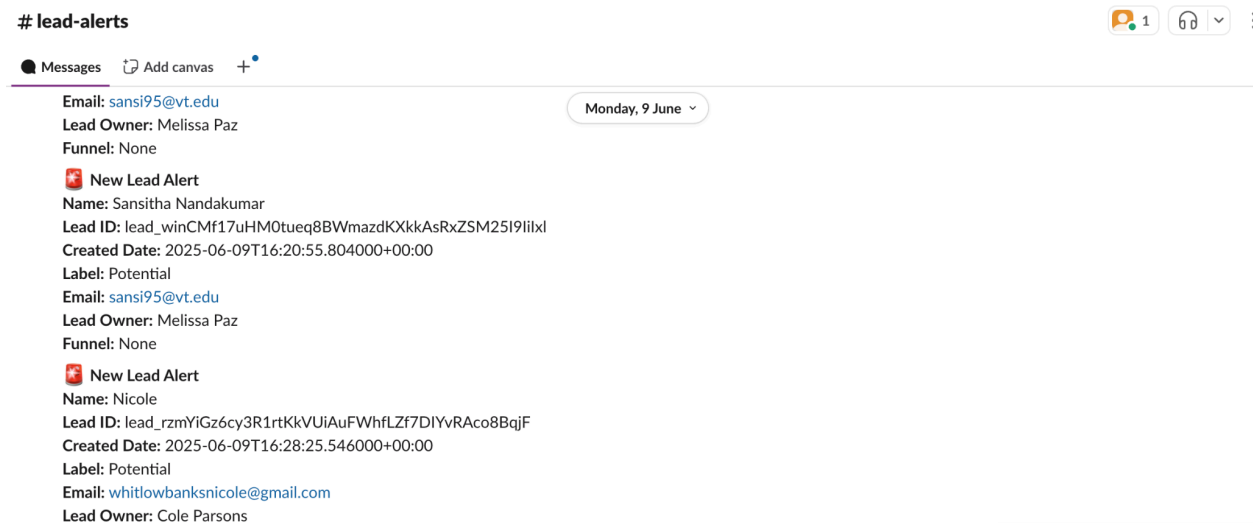 # lead-alerts
1
Messages
Add canvas
Email: sansi95@vt.edu
Monday, 9 June
Lead Owner: Melissa Paz
Funnel: None
New Lead Alert
Name: Sansitha Nandakumar
Lead ID: lead_winCMf17uHM0tueq8BWmazdKXkkAsRxZSM25I9IiIxl
Created Date: 2025-06-09T16:20:55.804000+00:00
Label: Potential
Email: sansi95@vt.edu
Lead Owner: Melissa Paz
Funnel: None
New Lead Alert
Name: Nicole
Lead ID: lead_rzmYiGz6cy3R1rtKkVUiAuFWhfLZf7DIYvRAco8BqjF
Created Date: 2025-06-09T16:28:25.546000+00:00
Label: Potential
Email: whitlowbanksnicole@gmail.com
Lead Owner: Cole Parsons